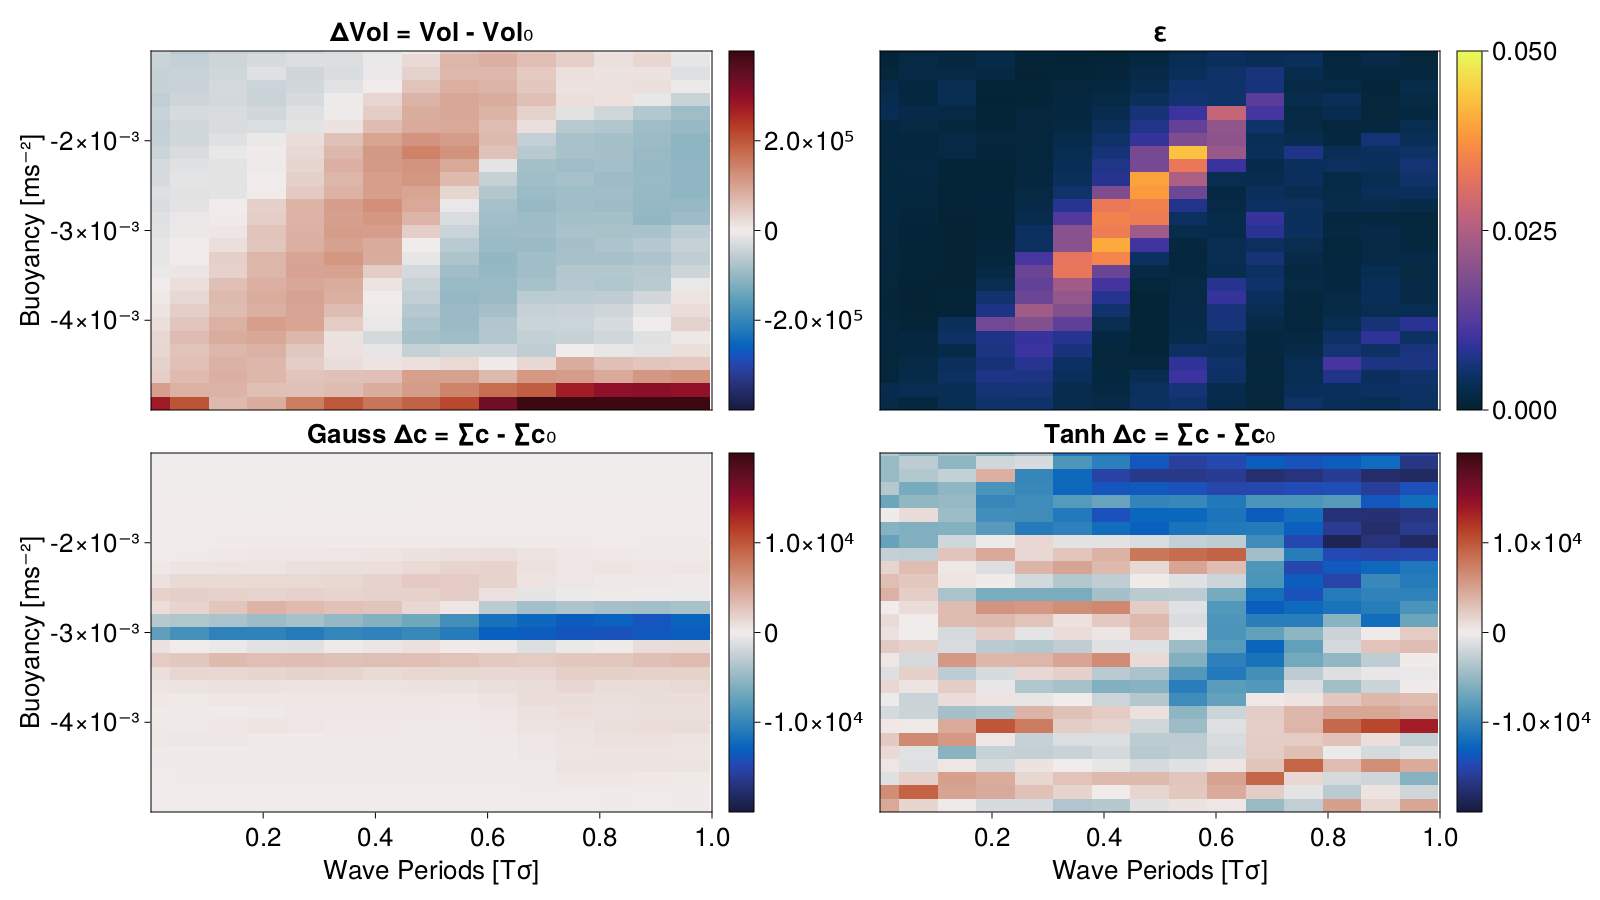 ΔVol = Vol - Vol₀
ε
Buoyancy [ms⁻²]
-2×10⁻³
-3×10⁻³
-4×10⁻³
2.0×10⁵
0
-2.0×10⁵
0.050
0.025
0.000
Gauss Δc = ∑c - ∑c₀
Tanh Δc = ∑c - ∑c₀
Buoyancy [ms⁻²]
-2×10⁻³
-3×10⁻³
-4×10⁻³
1.0×10⁴
0
-1.0×10⁴
1.0×10⁴
0
-1.0×10⁴
0.2 0.4 0.6 0.8 1.0
Wave Periods [Tσ]
0.2 0.4 0.6 0.8 1.0
Wave Periods [Tσ]